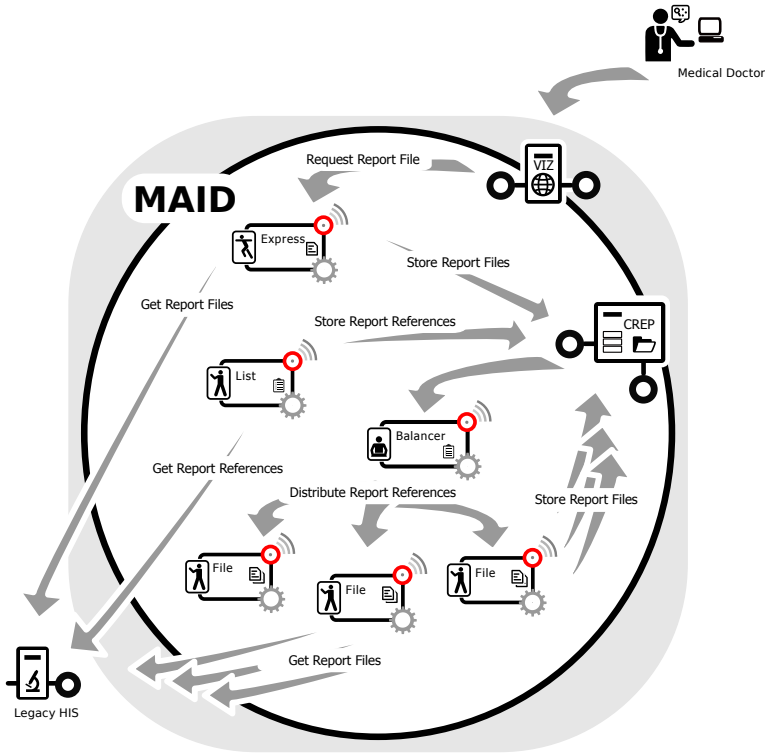 Medical Doctor
VIZ
Request Report File
MAID
Express
Store Report Files
Get Report Files
Store Report References
CREP
List
Balancer
Get Report References
Distribute Report References
Store Report Files
File
File
File
Get Report Files
Legacy HIS